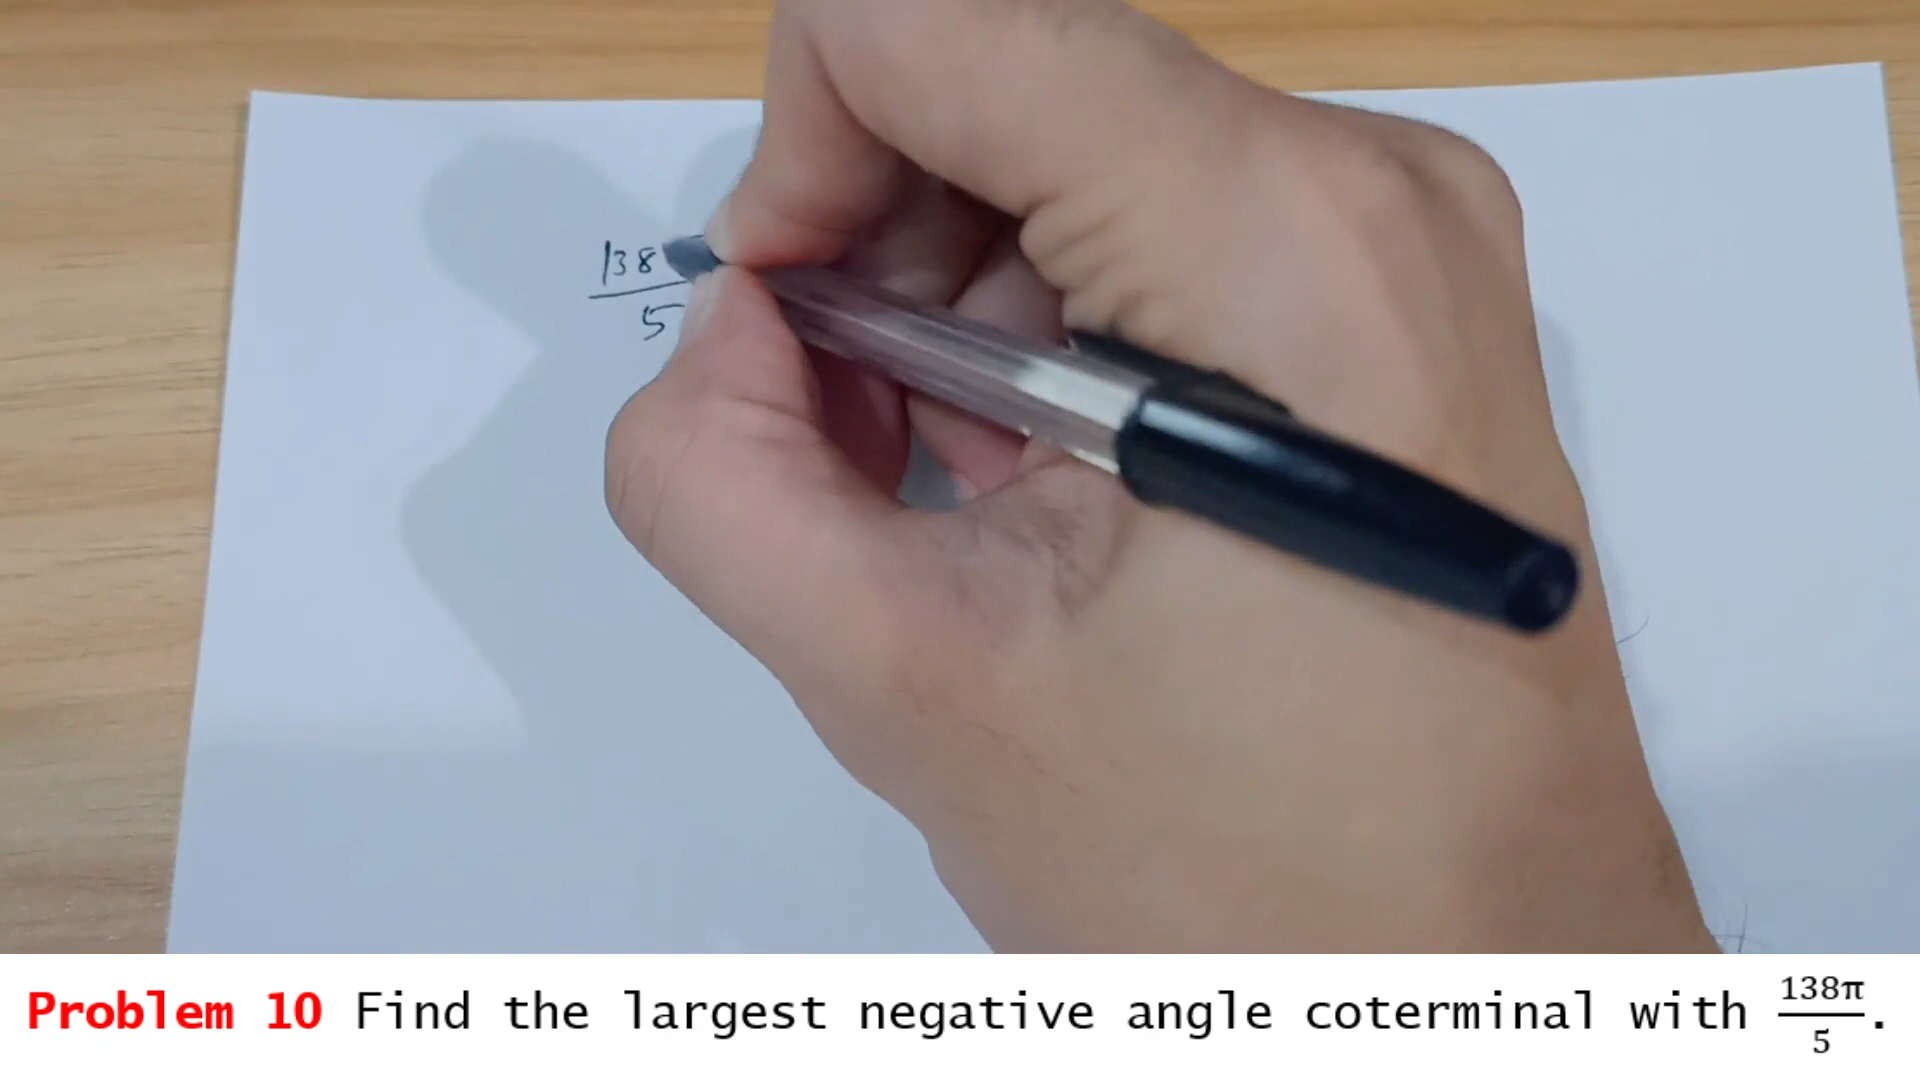 138
5
Problem 10 Find the largest negative angle coterminal with 138π/5.